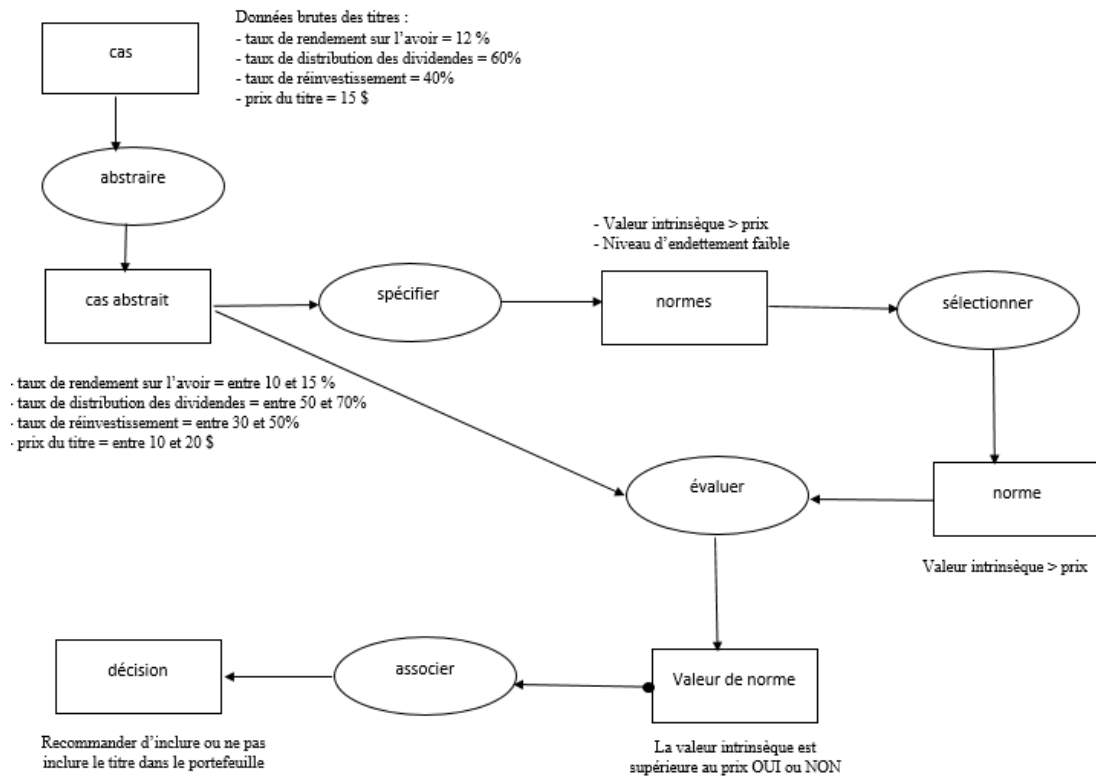 Données brutes des titres :
- taux de rendement sur l'avoir = 12 %
- taux de distribution des dividendes = 60%
- taux de réinvestissement = 40%
- prix du titre = 15 $
cas
abstraire
- Valeur intrinsèque > prix
- Niveau d'endettement faible
cas abstrait
spécifier
normes
sélectionner
- taux de rendement sur l'avoir = entre 10 et 15 %
- taux de distribution des dividendes = entre 50 et 70%
- taux de réinvestissement = entre 30 et 50%
- prix du titre = entre 10 et 20 $
évaluer
norme
Valeur intrinsèque > prix
décision
associer
Valeur de norme
Recommander d'inclure ou ne pas
inclure le titre dans le portefeuille
La valeur intrinsèque est
supérieure au prix OUI ou NON